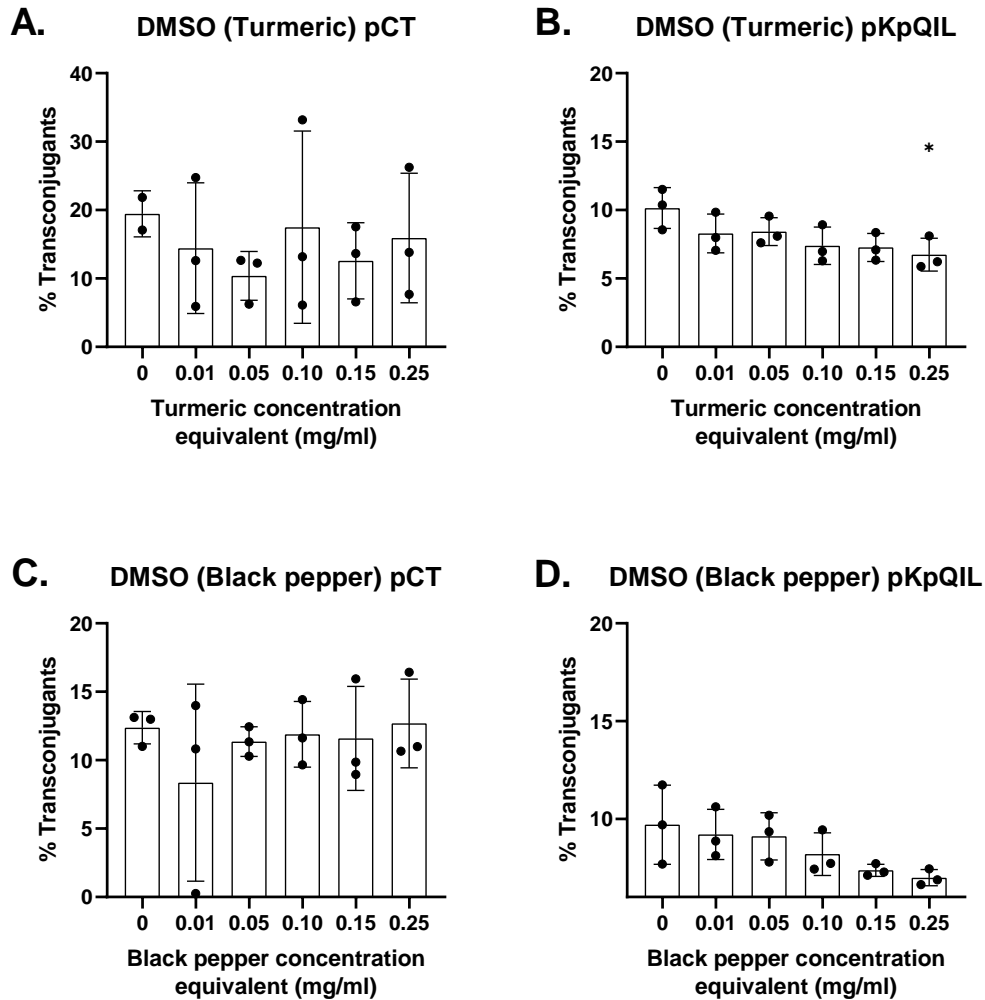 A. DMSO (Turmeric) pCT
% Transconjugants
40
30
20
10
0
0 0.01 0.05 0.10 0.15 0.25
Turmeric concentration
equivalent (mg/ml)
B. DMSO (Turmeric) pKpQIL
% Transconjugants
20
15
10
5
0
*
0 0.01 0.05 0.10 0.15 0.25
Turmeric concentration
equivalent (mg/ml)
C. DMSO (Black pepper) pCT
% Transconjugants
20
15
10
5
0
0 0.01 0.05 0.10 0.15 0.25
Black pepper concentration
equivalent (mg/ml)
D. DMSO (Black pepper) pKpQIL
% Transconjugants
20
15
10
0 0.01 0.05 0.10 0.15 0.25
Black pepper concentration
equivalent (mg/ml)